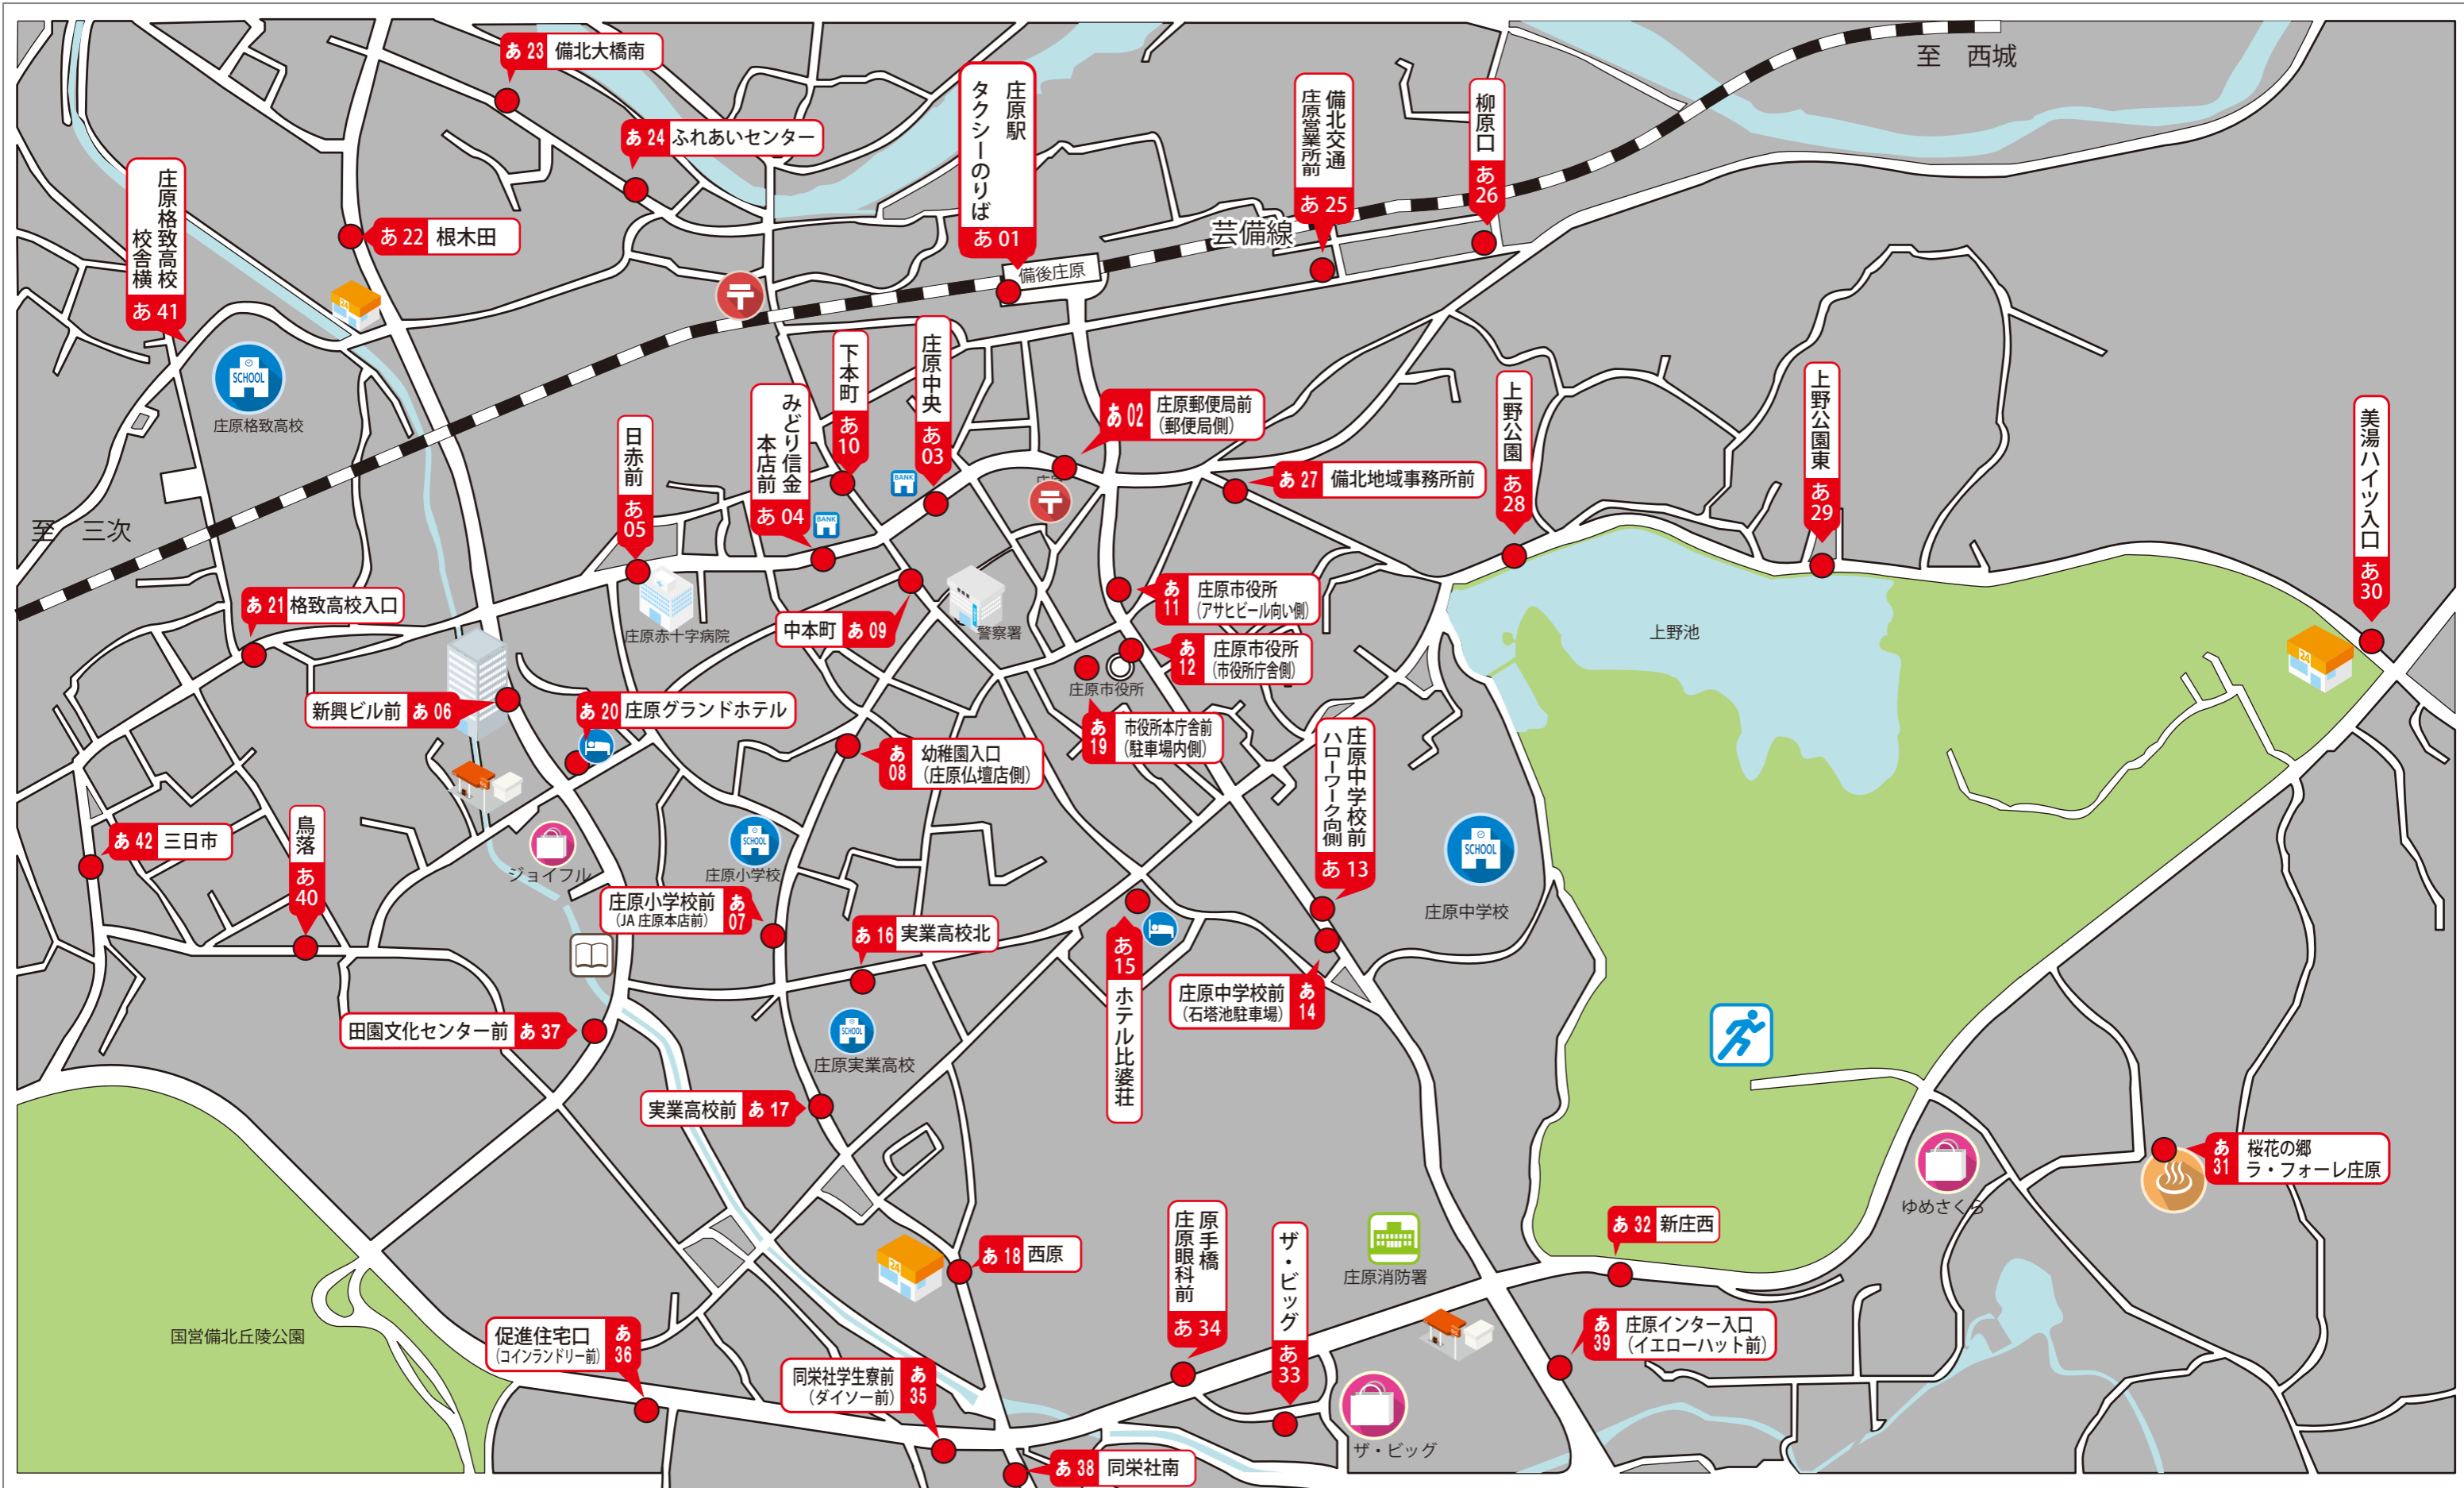 あ 23 備北大橋南
至 西城
庄原駅
タクシーのりば
あ 01
備北交通
庄原営業所前
あ 25
柳原口
あ
26
あ 24 ふれあいセンター
庄原格致高校
校舎横
あ 41
あ 22 根木田
芸備線
備後庄原
24
SCHOOL
庄原格致高校
下本町
あ
10
庄原中央
あ
03
みどり信金
本店前
あ 04
日赤前
あ
05
BANK
BANK
あ 02 庄原郵便局前
(郵便局側)
あ 27 備北地域事務所前
上野公園
あ
28
上野公園東
あ
29
美湯ハイツ入口
あ
30
至 三次
あ 21 格致高校入口
庄原赤十字病院
中本町 あ 09
警察署
あ
11
庄原市役所
(アサヒビール向い側)
あ
12
庄原市役所
(市役所庁舎側)
庄原市役所
あ
19
市役所本庁舎前
(駐車場内側)
上野池
24
新興ビル前 あ 06
あ 20 庄原グランドホテル
あ
08
幼稚園入口
(庄原仏壇店側)
庄原中学校前
ハローワーク向側
あ 13
あ 42 三日市
鳥落
あ
40
ジョイフル
SCHOOL
庄原小学校
SCHOOL
庄原中学校
庄原小学校前
(JA 庄原本店前)
あ
07
あ 16 実業高校北
あ
15
ホテル比婆荘
庄原中学校前
(石塔池駐車場)
あ
14
田園文化センター前 あ 37
SCHOOL
庄原実業高校
実業高校前 あ 17
ゆめさくら
あ
31
桜花の郷
ラ・フォーレ庄原
あ 18 西原
24
原手橋
庄原眼科前
あ 34
ザ・ビッグ
あ
33
庄原消防署
あ 32 新庄西
国営備北丘陵公園
促進住宅口
(コインランドリー前)
あ
36
同栄社学生寮前
(ダイソー前)
あ
35
あ
39
庄原インター入口
(イエローハット前)
ザ・ビッグ
あ 38 同栄社南